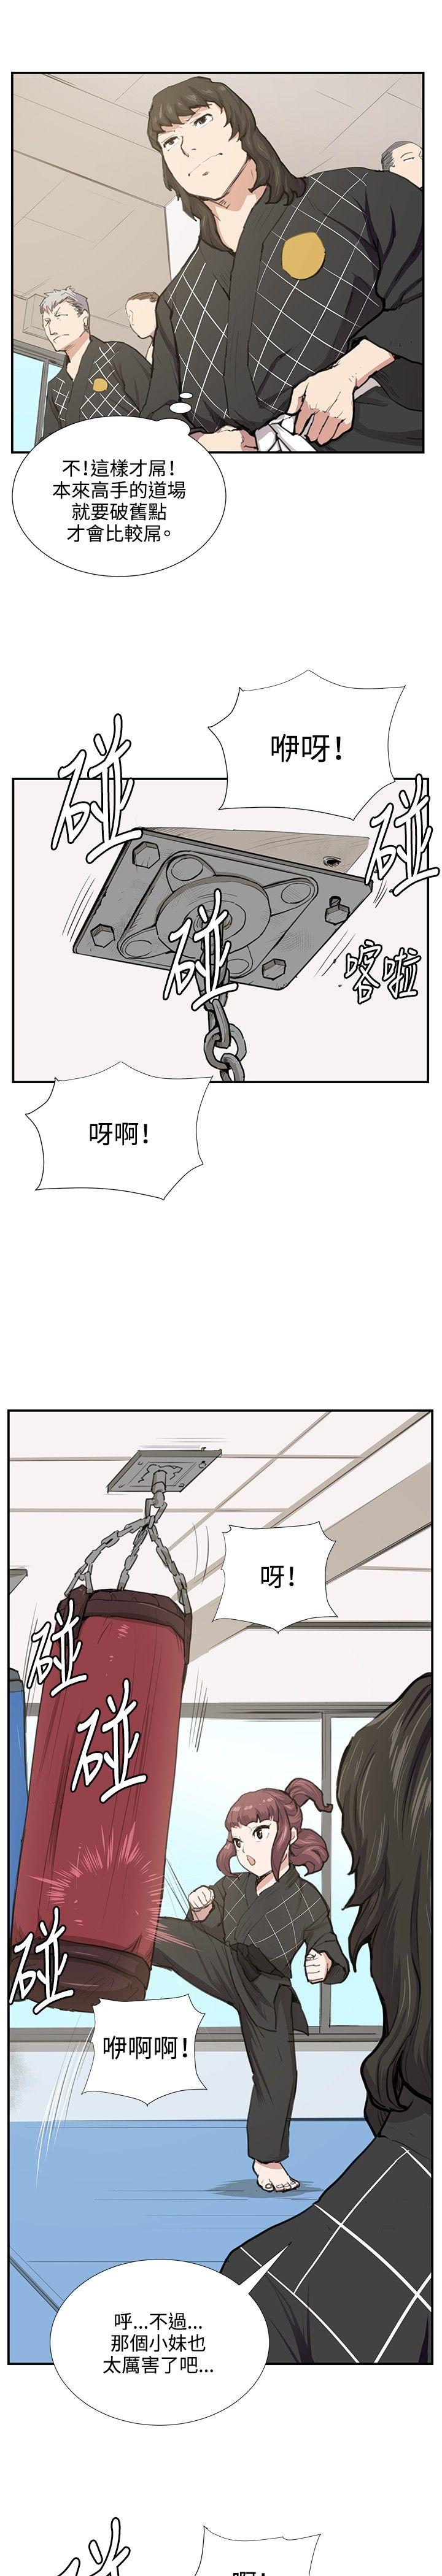 不!這樣才屌!
本來高手的道場
就要破舊點
才會比較屌。
咿呀!
碰
碰
碰
喀啦
呀啊!
呀!
碰
碰
碰
咿啊啊!
呼...不過...
那個小妹也
太厲害了吧...